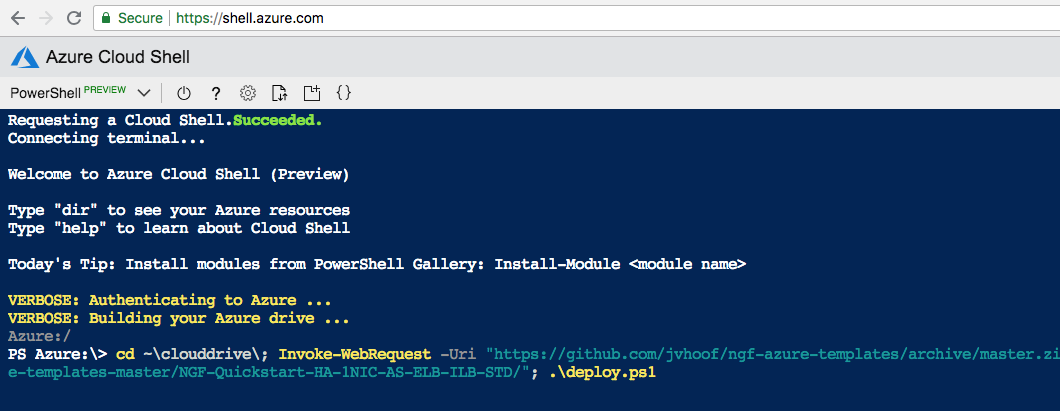 Secure https://shell.azure.com
Azure Cloud Shell
PowerShell PREVIEW ? {}
Requesting a Cloud Shell.Succeeded.
Connecting terminal...
Welcome to Azure Cloud Shell (Preview)
Type "dir" to see your Azure resources
Type "help" to learn about Cloud Shell
Today's Tip: Install modules from PowerShell Gallery: Install-Module <module name>
VERBOSE: Authenticating to Azure ...
VERBOSE: Building your Azure drive ...
Azure:/
PS Azure:\> cd ~\clouddrive\; Invoke-WebRequest -Uri "https://github.com/jvhoof/ngf-azure-templates/archive/master.zi
e-templates-master/NGF-Quickstart-HA-1NIC-AS-ELB-ILB-STD/"; .\deploy.ps1